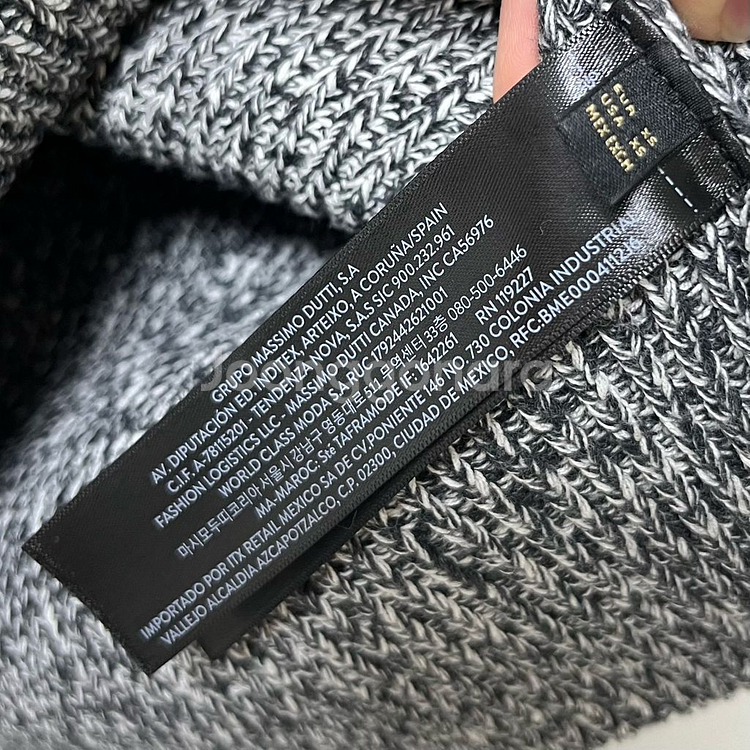 EUR XS
USA XS
MEX
GRUPO MASSIMO DUTTI, S.A
AV. DIPUTACIÓN ED. INDITEX, ARTEIXO, A CORUÑA/SPAIN
C.I.F. A-78115201 - TENDENZA NOVA, S.A.S SIC 900.232.961
FASHION LOGISTICS LLC - MASSIMO DUTTI CANADA, INC CA56976
WORLD CLASS MODA SA RUC 1792442621001
마시모두띠코리아-서울시 강남구 영동대로 511, 무역센터 33층 080-500-6446
MA-MAROC. Sté TAFRAMODE IF 1642261 RN 119227
IMPORTADO POR ITX RETAIL MEXICO SA DE CV. PONIENTE 146 NO. 730 COLONIA INDUSTRIAL
VALLEJO ALCALDIA AZCAPOTZALCO, C.P. 02300, CIUDAD DE MEXICO, RFC:BME000411
Joonggonara